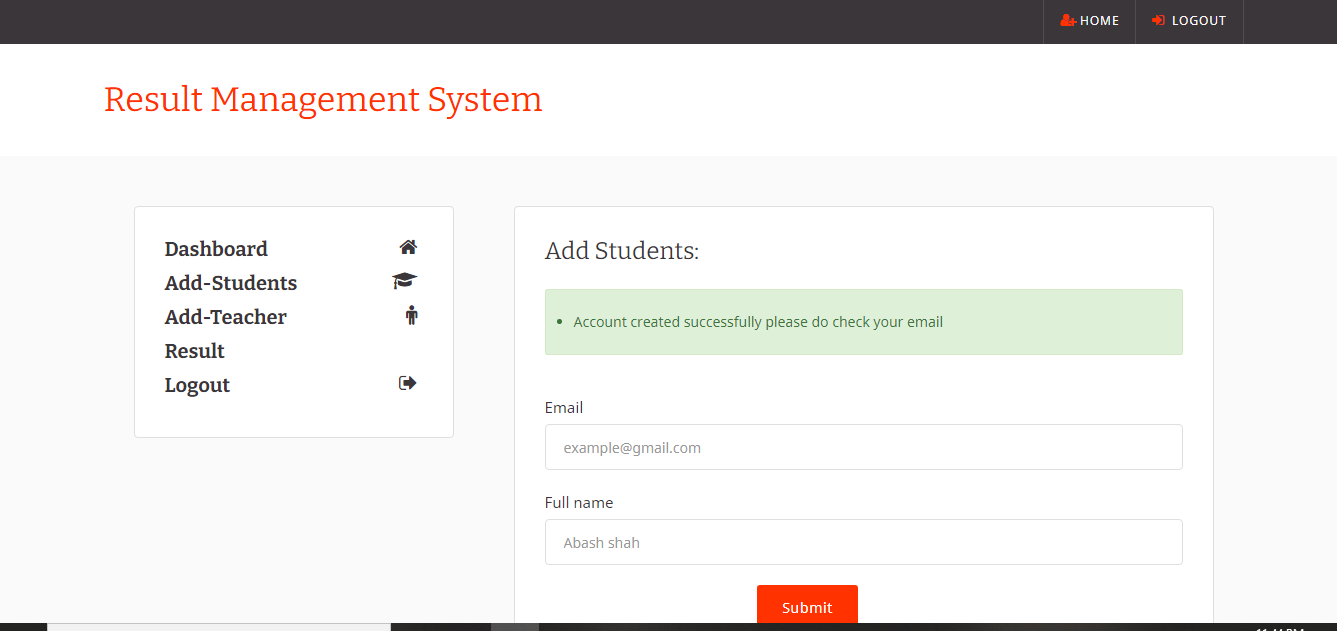 HOME
LOGOUT
Result Management System
Dashboard
Add-Students
Add-Teacher
Result
Logout
Add Students:
Account created successfully please do check your email
Email
example@gmail.com
Full name
Abash shah
Submit